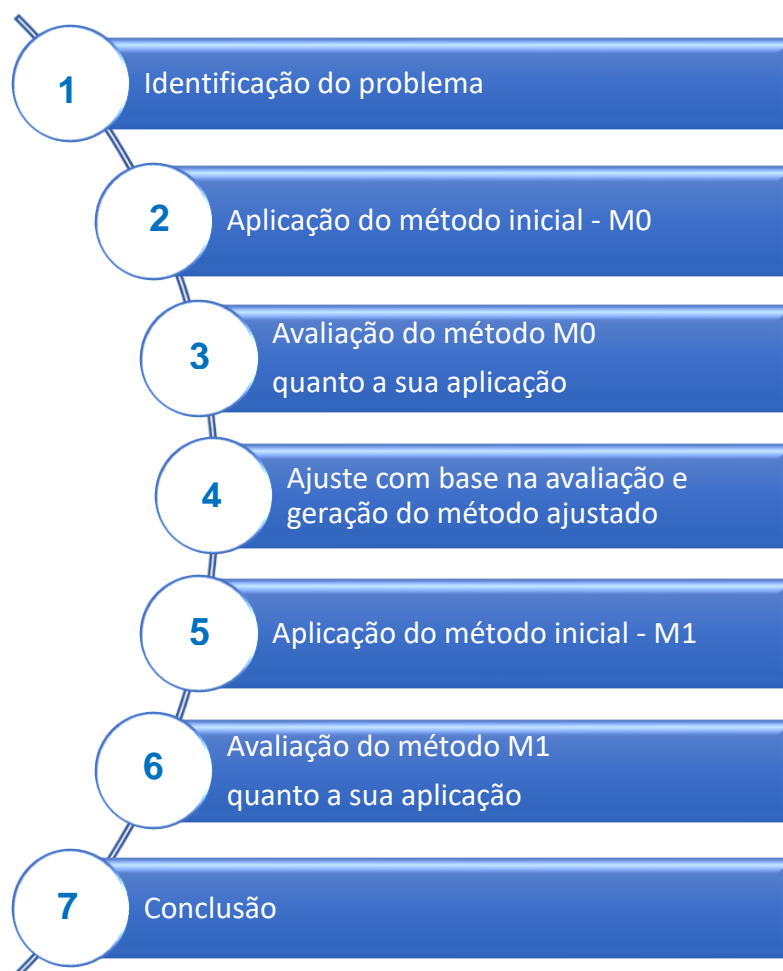 1
Identificação do problema
2
Aplicação do método inicial - M0
3
Avaliação do método M0
quanto a sua aplicação
4
Ajuste com base na avaliação e
geração do método ajustado
5
Aplicação do método inicial - M1
6
Avaliação do método M1
quanto a sua aplicação
7
Conclusão